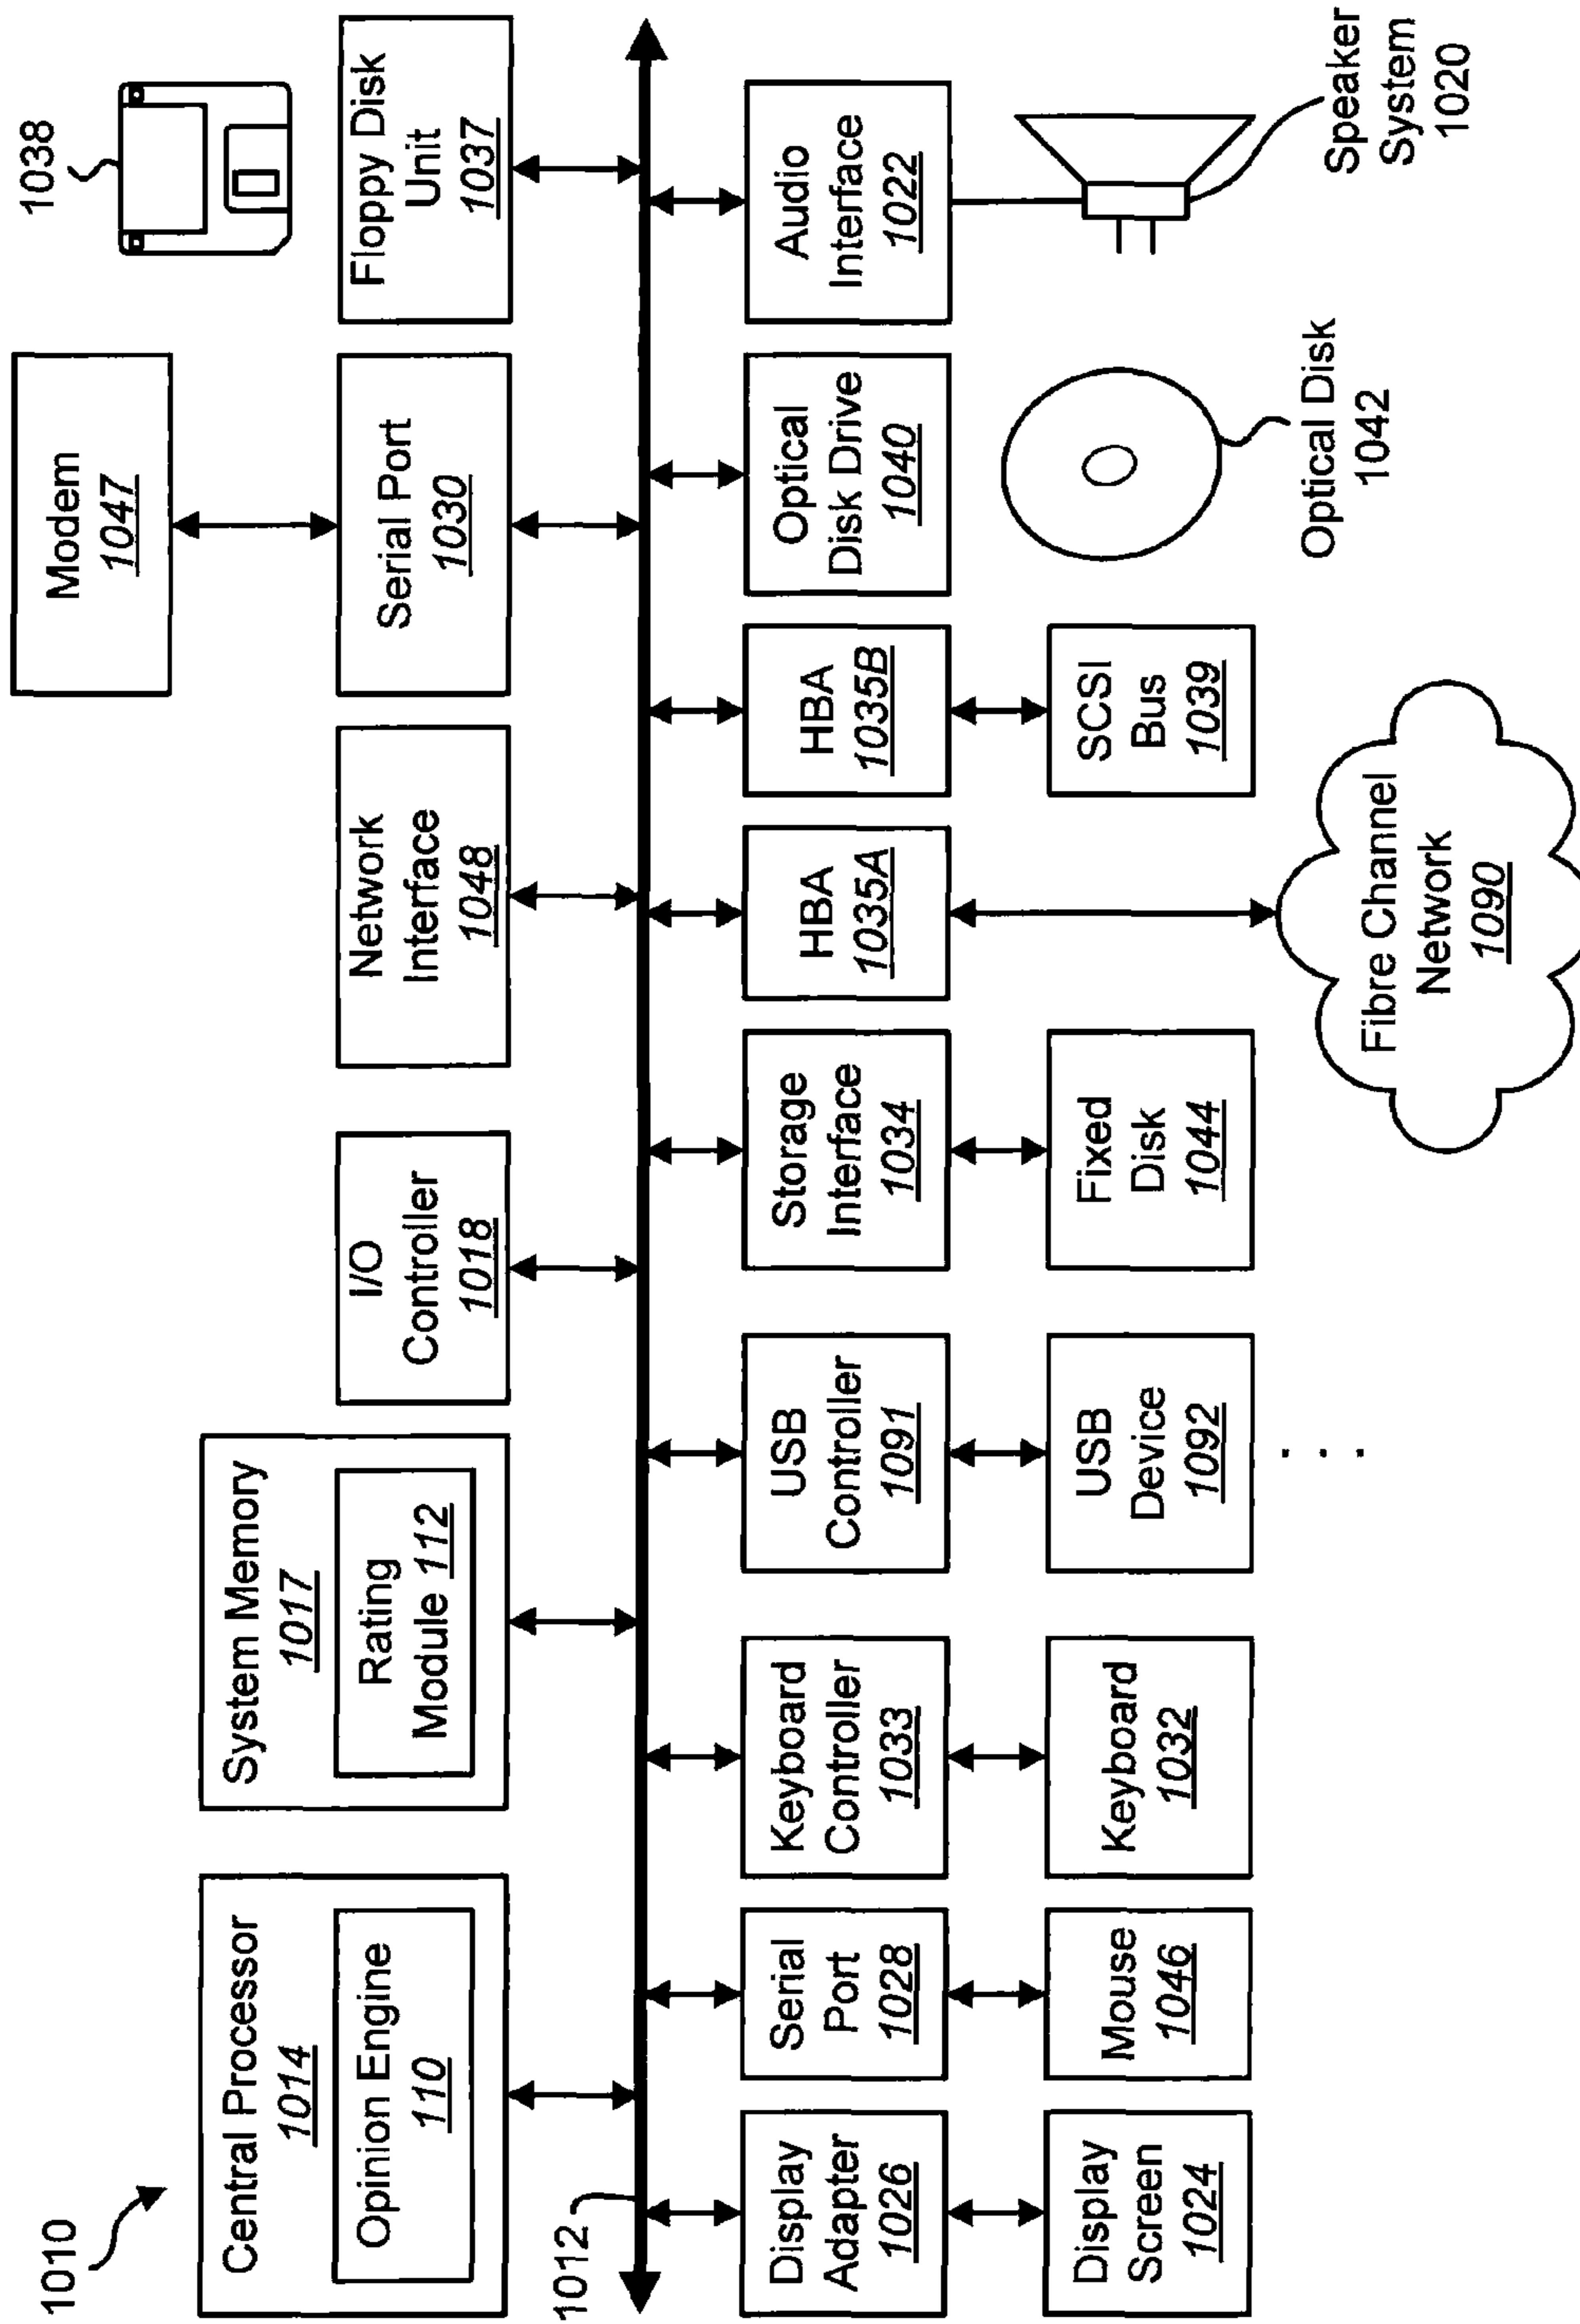 1010
Central Processor
1014
Opinion Engine
110
System Memory
1017
Rating
Module 112
I/O
Controller
1018
Network
Interface
1048
Modem
1047
Serial Port
1030
1038
Floppy Disk
Unit
1037
1012
Display
Adapter
1026
Serial
Port
1028
Keyboard
Controller
1033
USB
Controller
1091
Storage
Interface
1034
HBA
1035A
HBA
1035B
Optical
Disk Drive
1040
Audio
Interface
1022
Display
Screen
1024
Mouse
1046
Keyboard
1032
USB
Device
1092
. . .
Fixed
Disk
1044
Fibre Channel
Network
1090
SCSI
Bus
1039
Optical Disk
1042
Speaker
System
1020